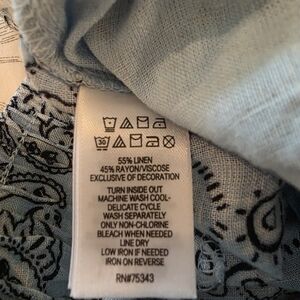 30
55% LINEN
45% RAYON/VISCOSE
EXCLUSIVE OF DECORATION
TURN INSIDE OUT
MACHINE WASH COOL-
DELICATE CYCLE
WASH SEPARATELY
ONLY NON-CHLORINE
BLEACH WHEN NEEDED
LINE DRY
LOW IRON IF NEEDED
IRON ON REVERSE
RN#75343